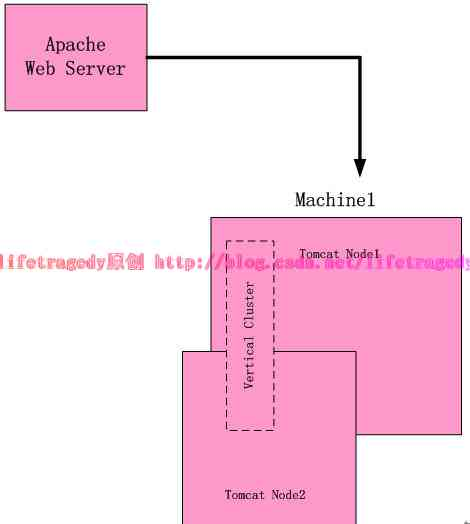 Apache
Web Server
Machine1
Tomcat Node1
lifetragedy原创 http://blog.csdn.net/lifetragedy
Vertical Cluster
Tomcat Node2